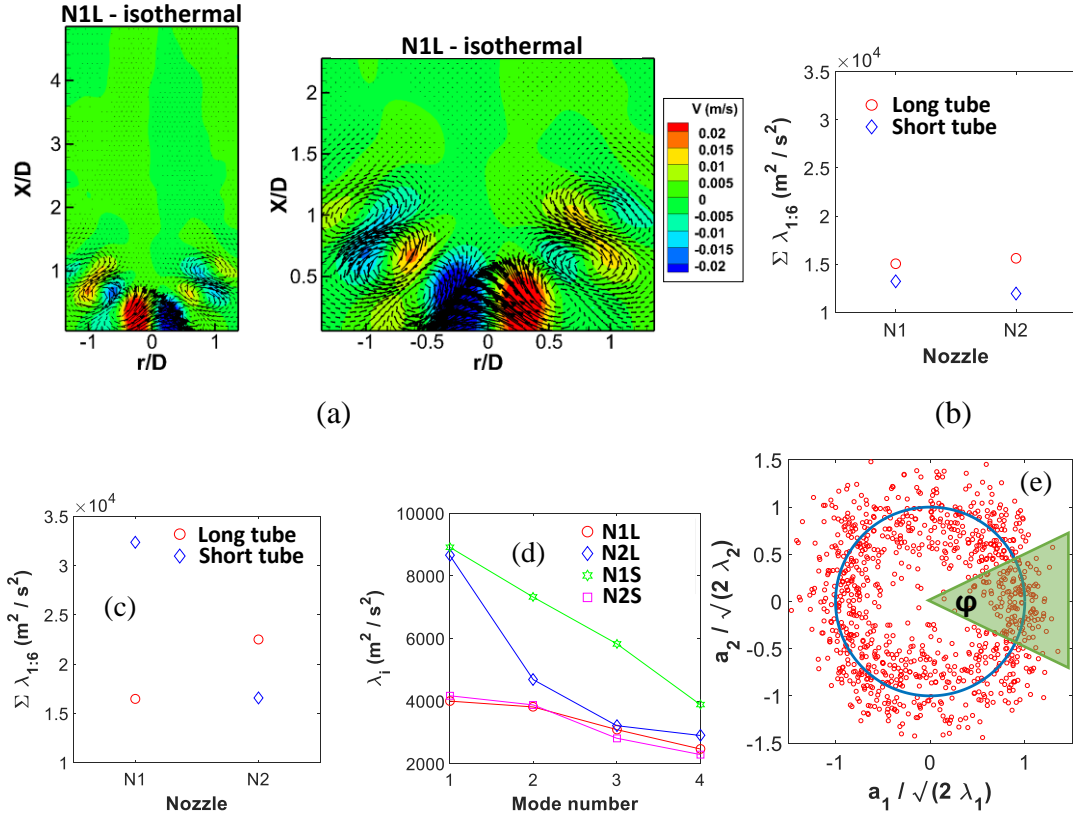 N1L - isothermal
X/D
4
3
2
1
-1
0
1
r/D
N1L - isothermal
X/D
2
1.5
1
0.5
-1
-0.5
0
0.5
1
r/D
V (m/s)
0.02
0.015
0.01
0.005
0
-0.005
-0.01
-0.015
-0.02
(a)
×10⁴
Σ λ1:6 (m² / s²)
3.5
3
2.5
2
1.5
1
Long tube
Short tube
N1
N2
Nozzle
(b)
×10⁴
Σ λ1:6 (m² / s²)
3.5
3
2.5
2
1.5
1
Long tube
Short tube
(c)
N1
N2
Nozzle
λi (m² / s²)
10000
8000
6000
4000
2000
(d)
N1L
N2L
N1S
N2S
1
2
3
4
Mode number
a2 / √(2 λ2)
1.5
1
0.5
0
-0.5
-1
-1.5
(e)
φ
-1
0
1
a1 / √(2 λ1)